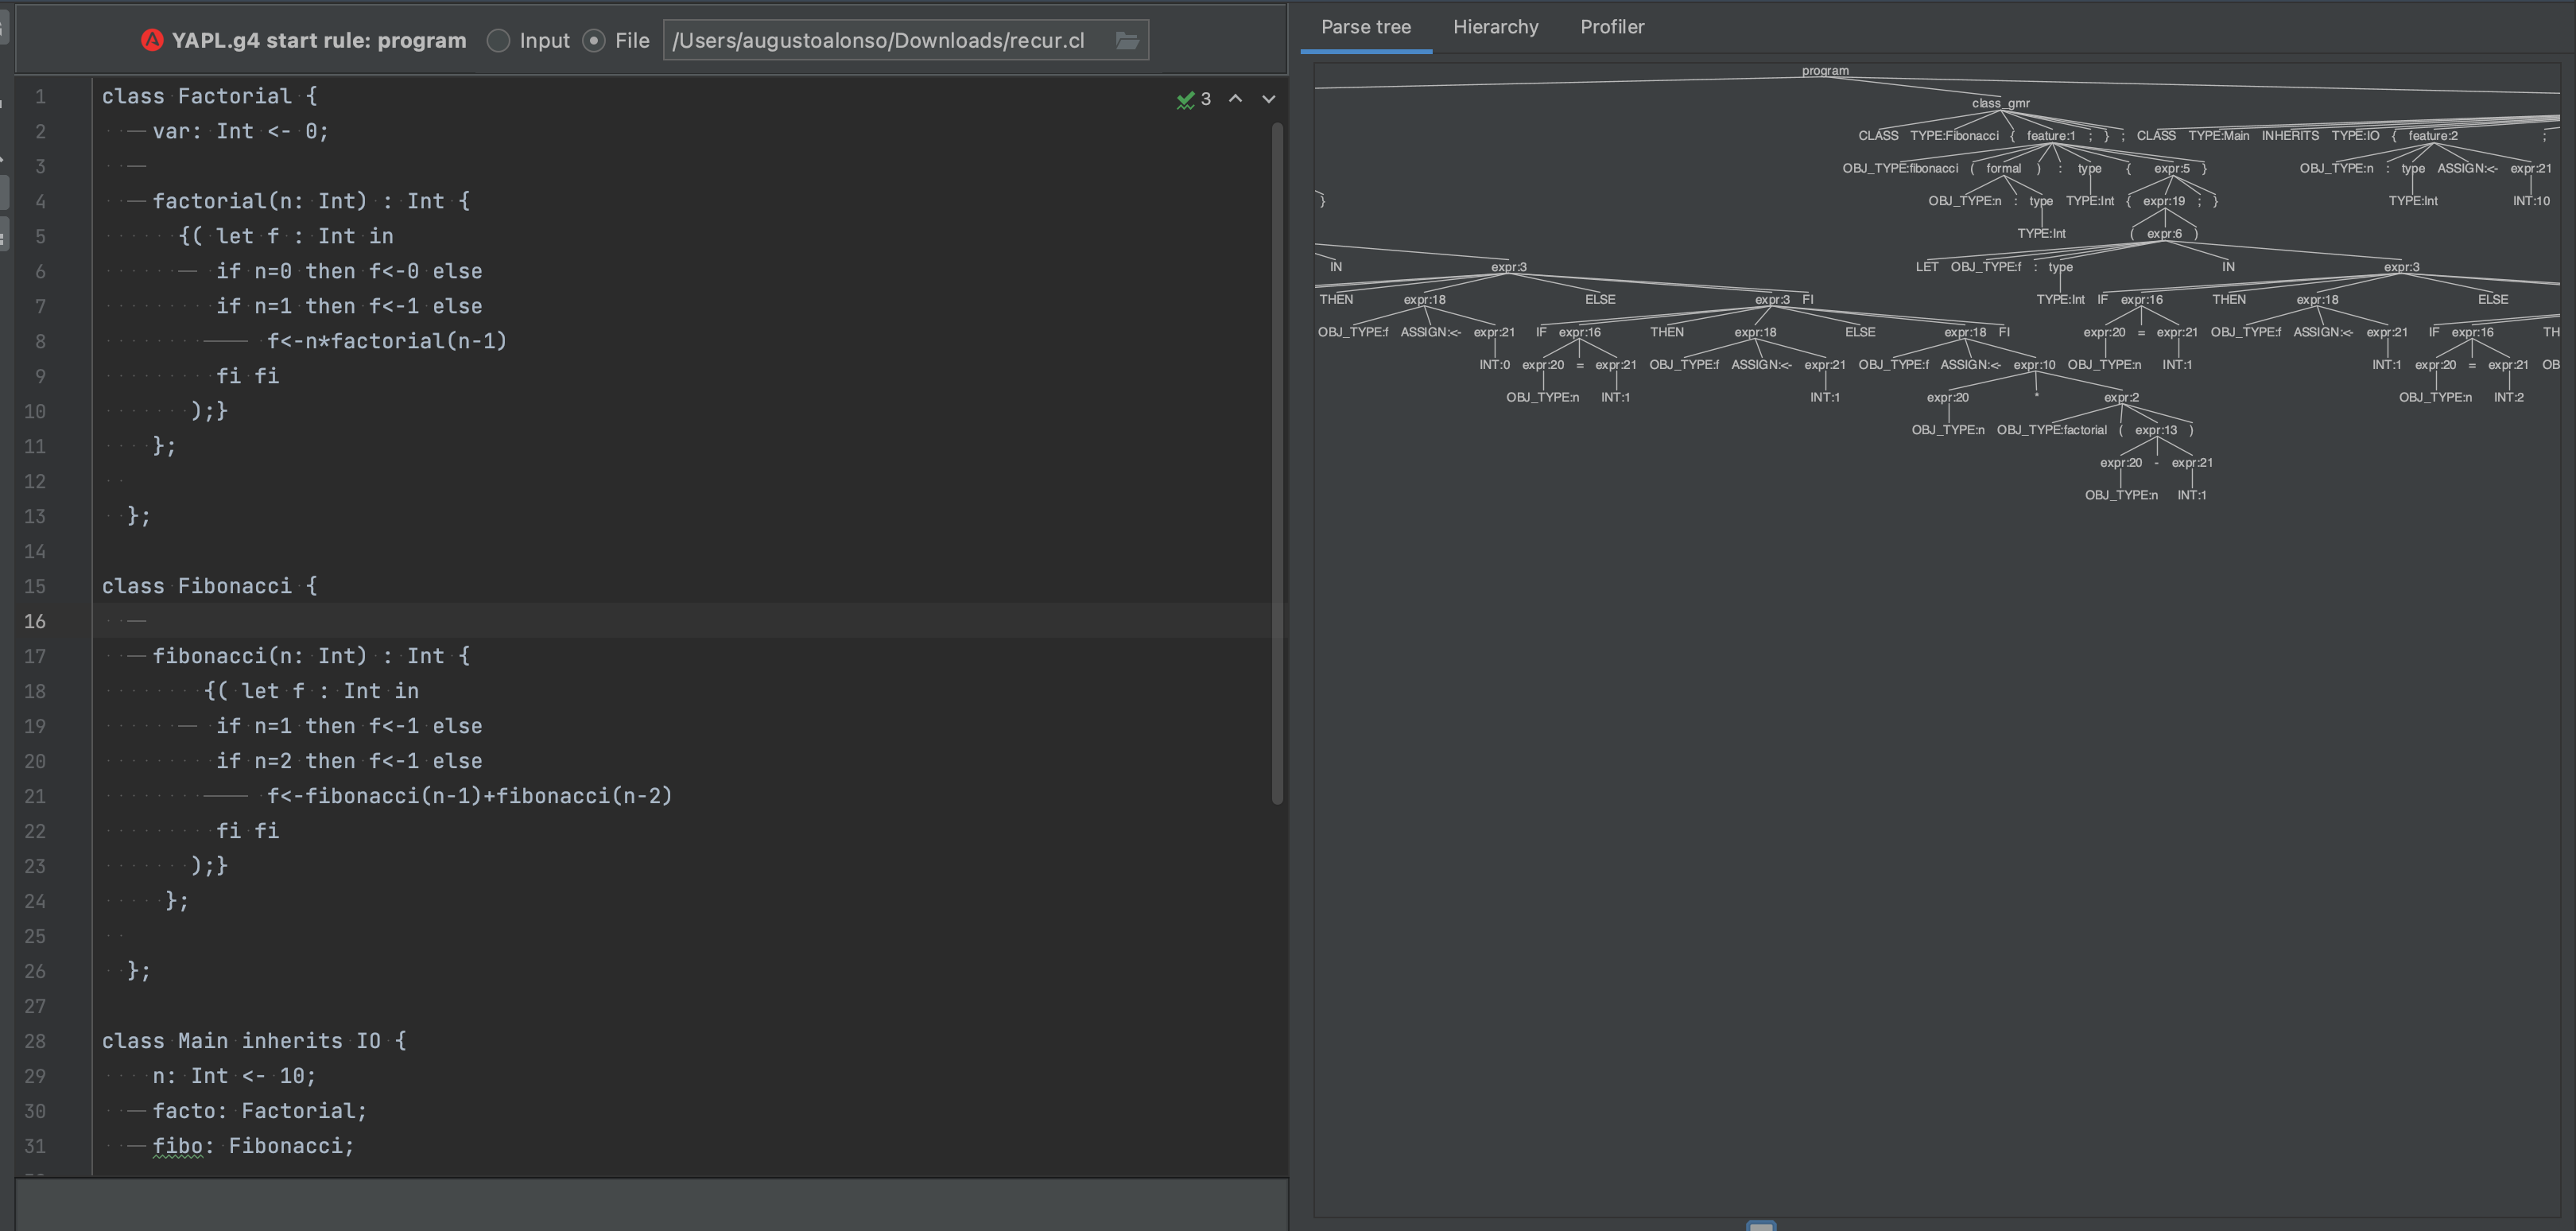 YAPL.g4 start rule: program Input File /Users/augustoalonso/Downloads/recur.cl
3
1 class Factorial {
2 var: Int <- 0;
3
4 factorial(n: Int) : Int {
5 {( let f : Int in
6 if n=0 then f<-0 else
7 if n=1 then f<-1 else
8 f<-n*factorial(n-1)
9 fi fi
10 );}
11 };
12
13 };
14
15 class Fibonacci {
16
17 fibonacci(n: Int) : Int {
18 {( let f : Int in
19 if n=1 then f<-1 else
20 if n=2 then f<-1 else
21 f<-fibonacci(n-1)+fibonacci(n-2)
22 fi fi
23 );}
24 };
25
26 };
27
28 class Main inherits IO {
29 n: Int <- 10;
30 facto: Factorial;
31 fibo: Fibonacci;
Parse tree Hierarchy Profiler
program
class_gmr
CLASS TYPE:Fibonacci { feature:1 ; } ; CLASS TYPE:Main INHERITS TYPE:IO { feature:2 ;
OBJ_TYPE:fibonacci ( formal ) : type { expr:5 } OBJ_TYPE:n : type ASSIGN:<- expr:21
} OBJ_TYPE:n : type TYPE:Int { expr:19 ; } TYPE:Int INT:10
TYPE:Int ( expr:6 )
IN expr:3 LET OBJ_TYPE:f : type IN expr:3
THEN expr:18 ELSE expr:3 FI TYPE:Int IF expr:16 THEN expr:18 ELSE
OBJ_TYPE:f ASSIGN:<- expr:21 IF expr:16 THEN expr:18 ELSE expr:18 FI expr:20 = expr:21 OBJ_TYPE:f ASSIGN:<- expr:21 IF expr:16 TH
INT:0 expr:20 = expr:21 OBJ_TYPE:f ASSIGN:<- expr:21 OBJ_TYPE:f ASSIGN:<- expr:10 OBJ_TYPE:n INT:1 INT:1 expr:20 = expr:21 OB
OBJ_TYPE:n INT:1 INT:1 expr:20 * expr:2 OBJ_TYPE:n INT:2
OBJ_TYPE:n OBJ_TYPE:factorial ( expr:13 )
expr:20 - expr:21
OBJ_TYPE:n INT:1